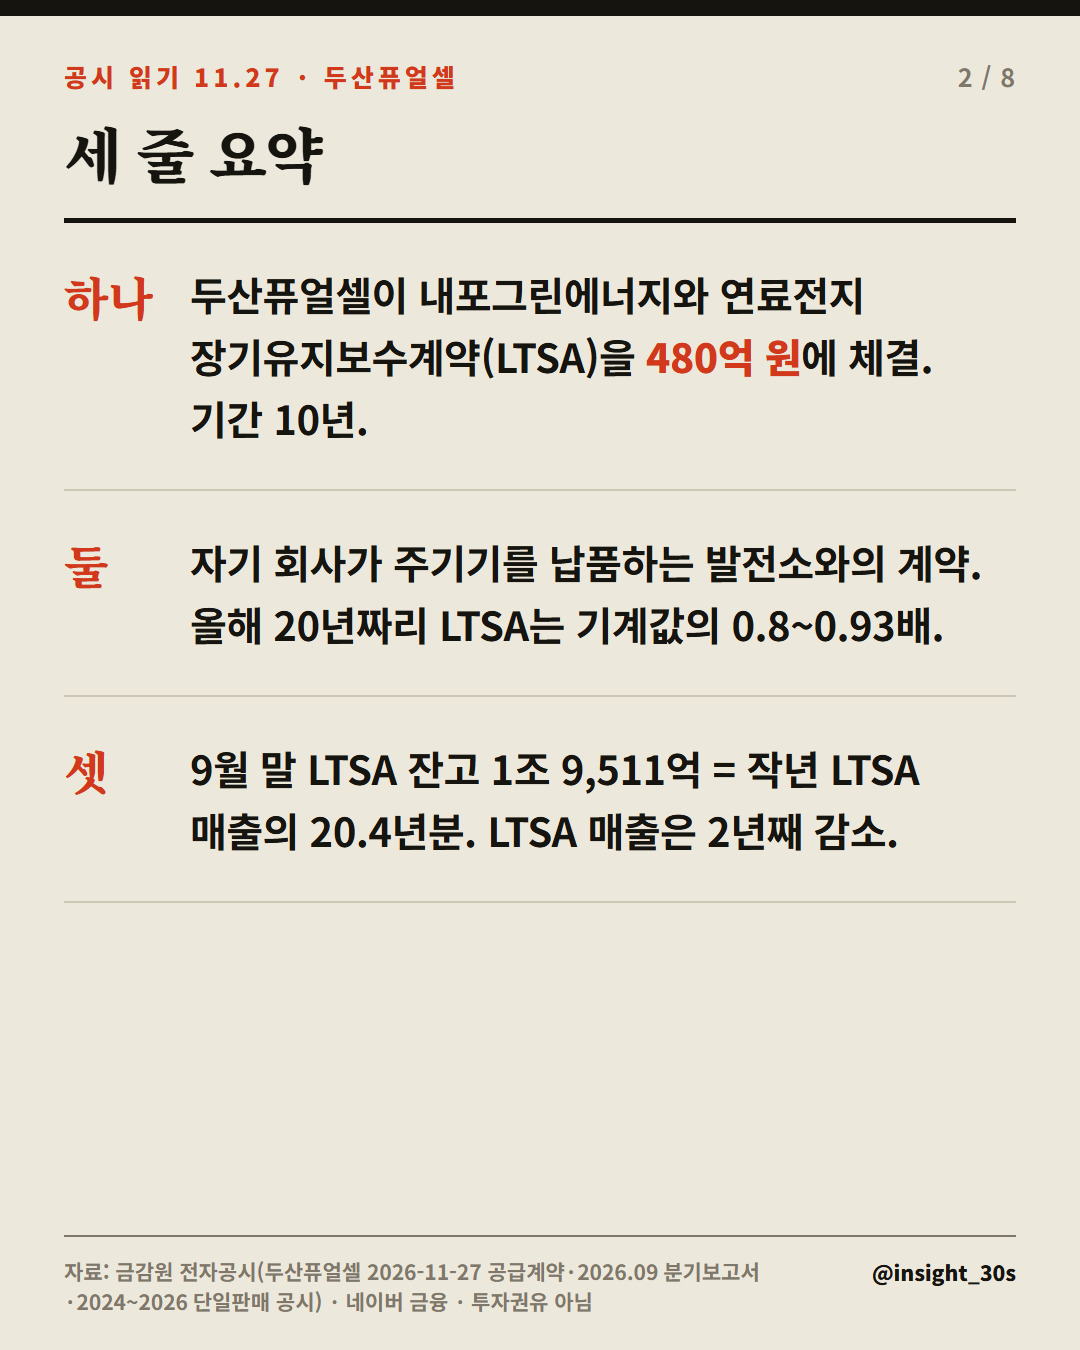 공시 읽기 11.27 · 두산퓨얼셀
2 / 8
세 줄 요약
하나
두산퓨얼셀이 내포그린에너지와 연료전지
장기유지보수계약(LTSA)을 480억 원에 체결.
기간 10년.
둘
자기 회사가 주기기를 납품하는 발전소와의 계약.
올해 20년짜리 LTSA는 기계값의 0.8~0.93배.
셋
9월 말 LTSA 잔고 1조 9,511억 = 작년 LTSA
매출의 20.4년분. LTSA 매출은 2년째 감소.
자료: 금감원 전자공시(두산퓨얼셀 2026-11-27 공급계약·2026.09 분기보고서
·2024~2026 단일판매 공시) · 네이버 금융 · 투자권유 아님
@insight_30s